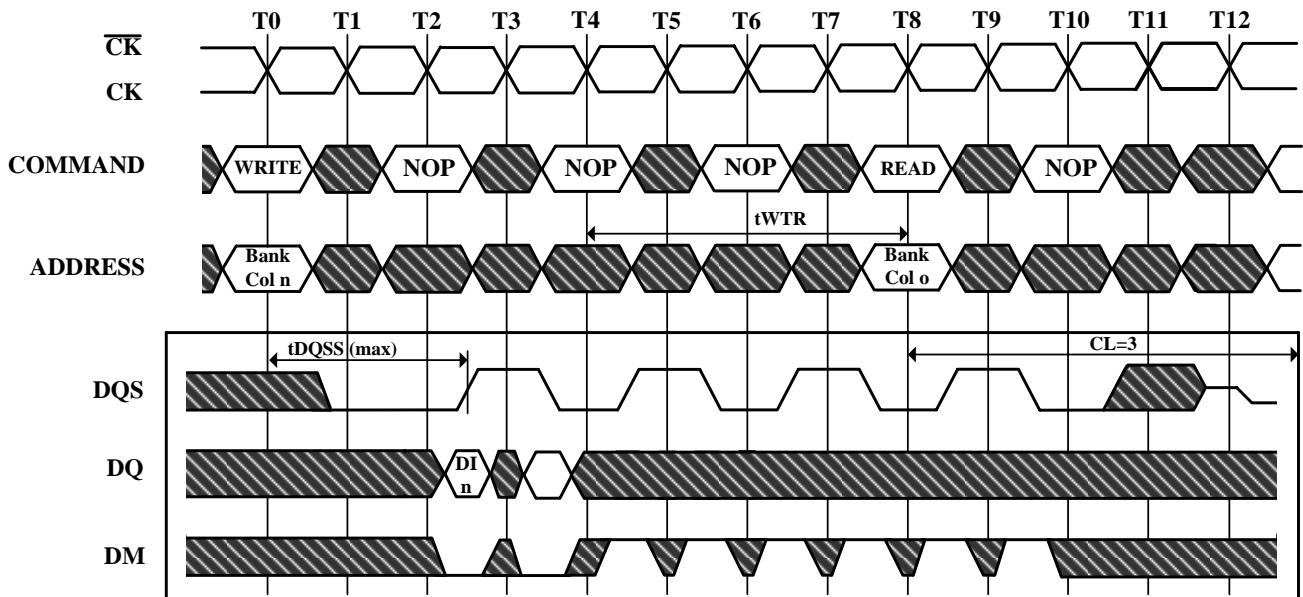 T0 T1 T2 T3 T4 T5 T6 T7 T8 T9 T10 T11 T12
CK
CK
COMMAND WRITE NOP NOP NOP READ NOP
tWTR
ADDRESS Bank Col n Bank Col o
tDQSS (max) CL=3
DQS
DQ DI n
DM